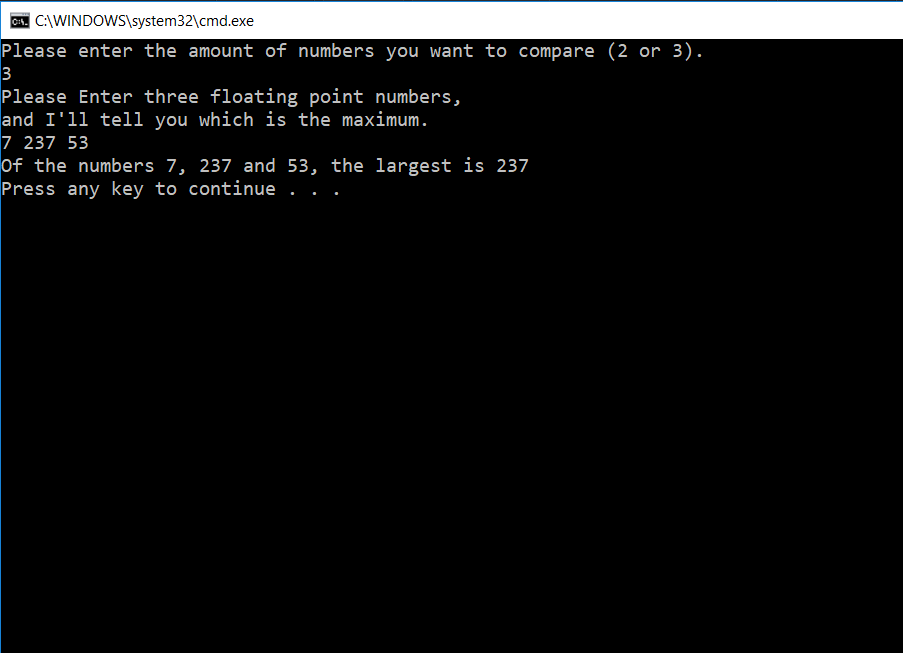 C:\WINDOWS\system32\cmd.exe
Please enter the amount of numbers you want to compare (2 or 3).
3
Please Enter three floating point numbers,
and I'll tell you which is the maximum.
7 237 53
Of the numbers 7, 237 and 53, the largest is 237
Press any key to continue . . .